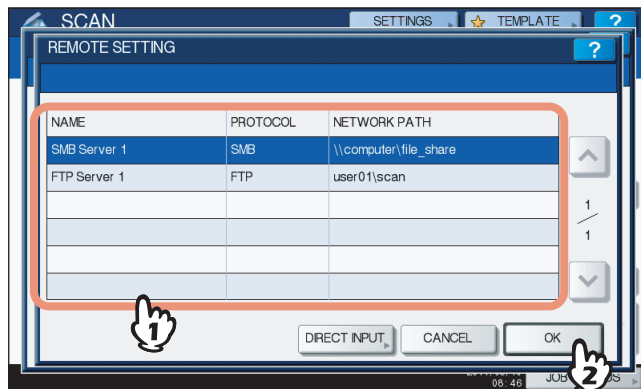 SCAN SETTINGS TEMPLATE ?
REMOTE SETTING ?
NAME PROTOCOL NETWORK PATH
SMB Server 1 SMB \\computer\file_share
FTP Server 1 FTP user01\scan
1
1
1
DIRECT INPUT CANCEL OK
2
08:46 JOB